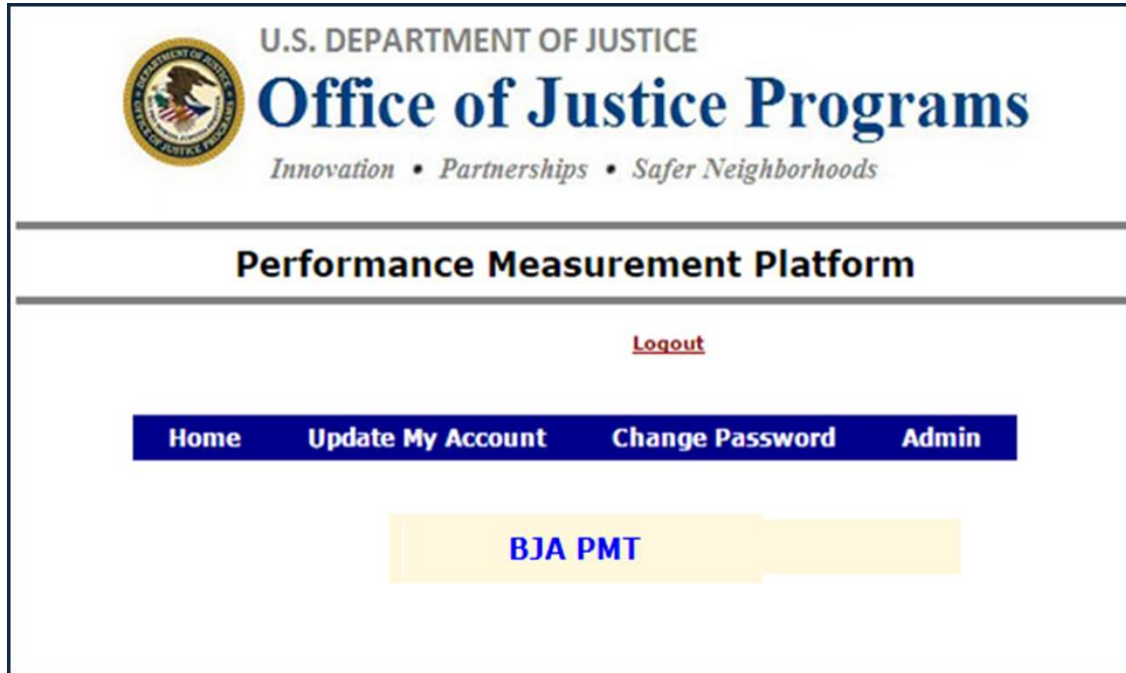 U.S. DEPARTMENT OF JUSTICE
Office of Justice Programs
Innovation • Partnerships • Safer Neighborhoods
Performance Measurement Platform
Logout
Home Update My Account Change Password Admin
BJA PMT